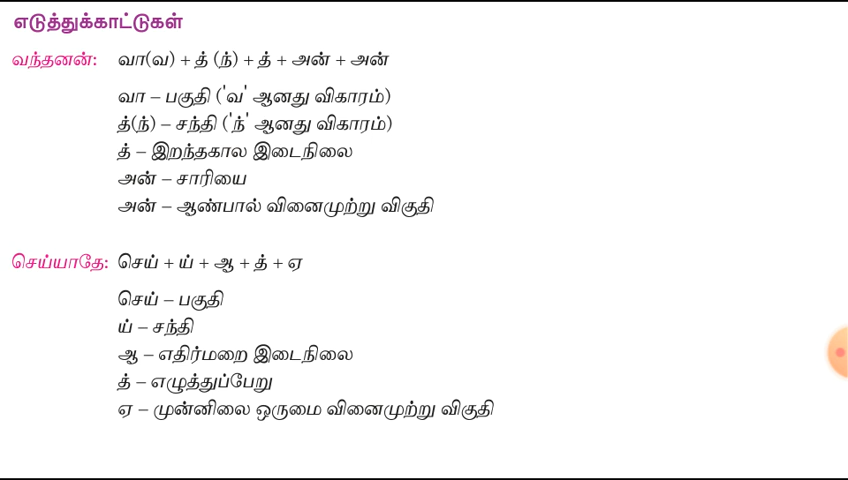 எடுத்துக்காட்டுகள்
வந்தனன்: வா(வ) + த் (ந்) + த் + அன் + அன்
வா – பகுதி ('வ' ஆனது விகாரம்)
த்(ந்) – சந்தி ('ந்' ஆனது விகாரம்)
த் – இறந்தகால இடைநிலை
அன் – சாரியை
அன் – ஆண்பால் வினைமுற்று விகுதி
செய்யாதே: செய் + ய் + ஆ + த் + ஏ
செய் – பகுதி
ய் – சந்தி
ஆ – எதிர்மறை இடைநிலை
த் – எழுத்துப்பேறு
ஏ – முன்னிலை ஒருமை வினைமுற்று விகுதி